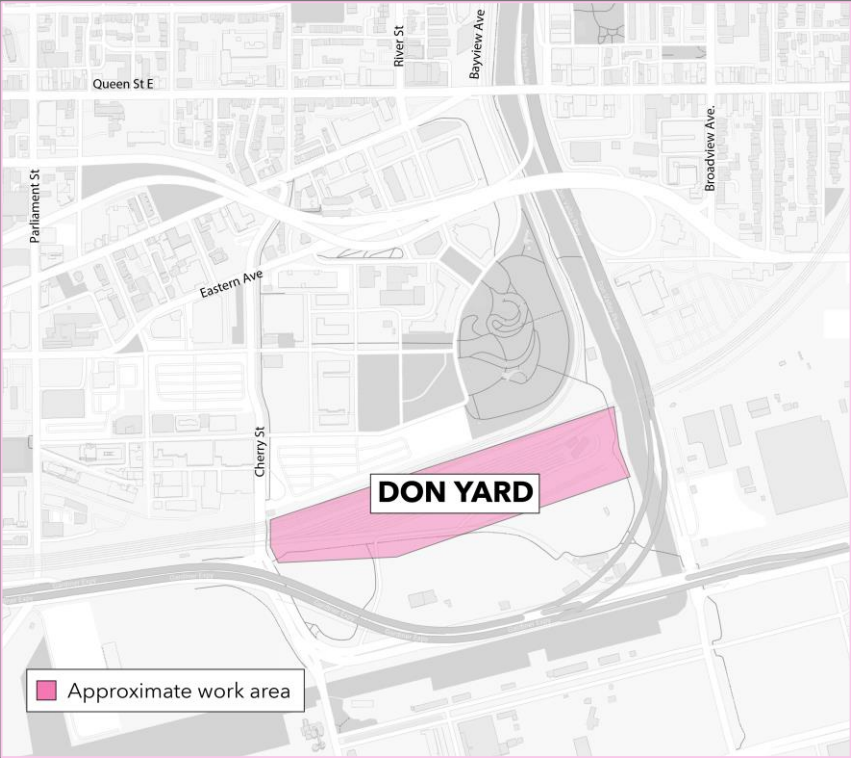 River St
Bayview Ave
Queen St E
Broadview Ave.
Parliament St
Eastern Ave
Cherry St
DON YARD
Approximate work area